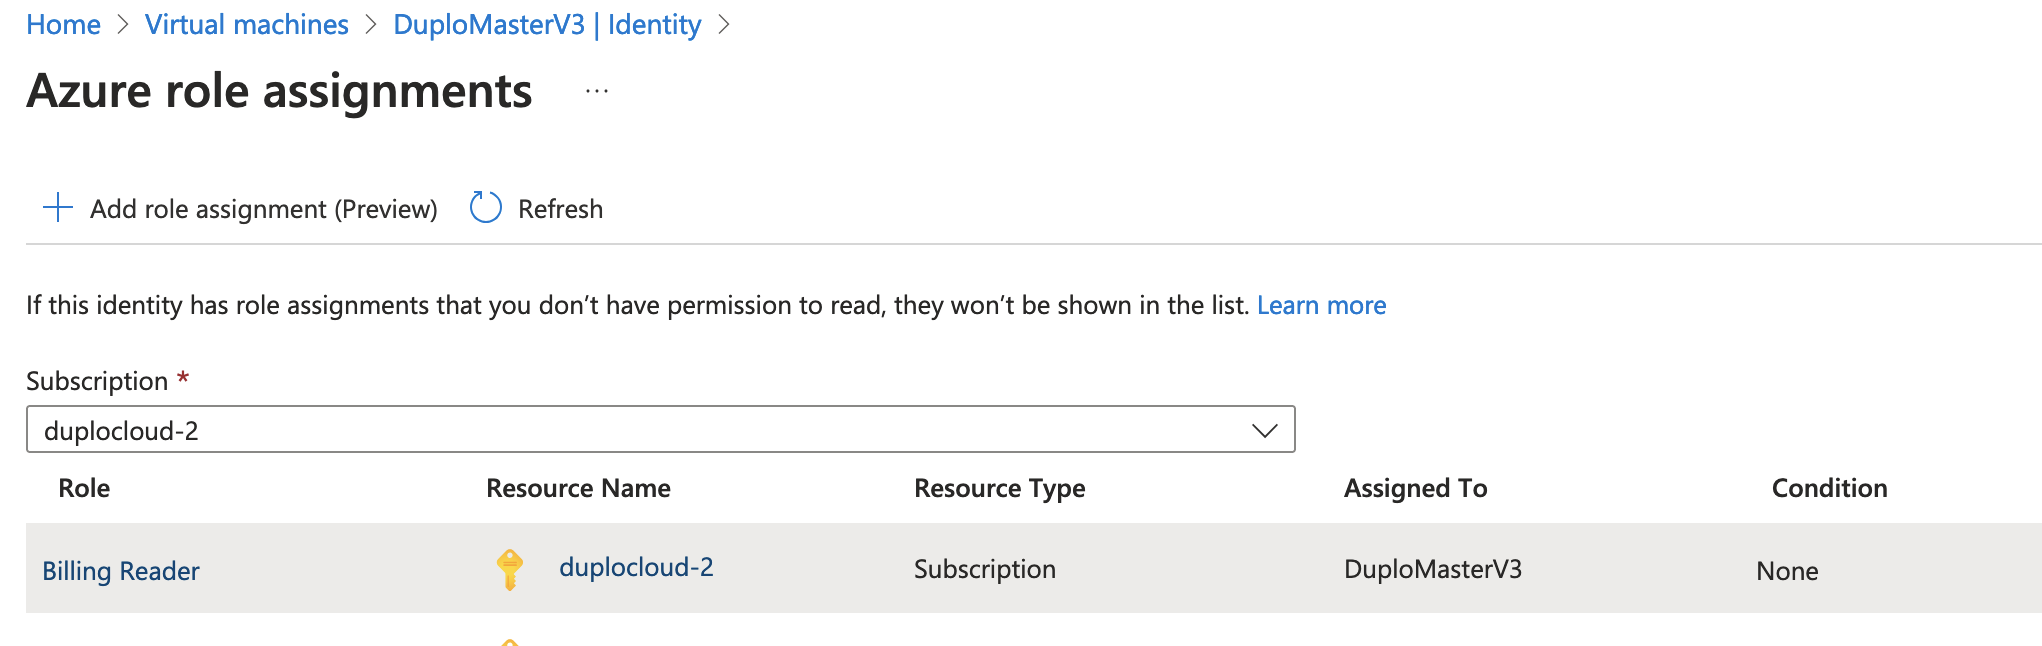 Home > Virtual machines > DuploMasterV3 | Identity >
Azure role assignments ...
Add role assignment (Preview) Refresh
If this identity has role assignments that you don’t have permission to read, they won’t be shown in the list. Learn more
Subscription *
duplocloud-2
Role Resource Name Resource Type Assigned To Condition
Billing Reader duplocloud-2 Subscription DuploMasterV3 None